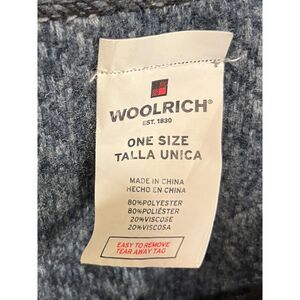 WOOLRICH®
EST. 1830
ONE SIZE
TALLA UNICA
MADE IN CHINA
HECHO EN CHINA
80%POLYESTER
80%POLIÉSTER
20%VISCOSE
20%VISCOSA
EASY TO REMOVE
TEAR AWAY TAG